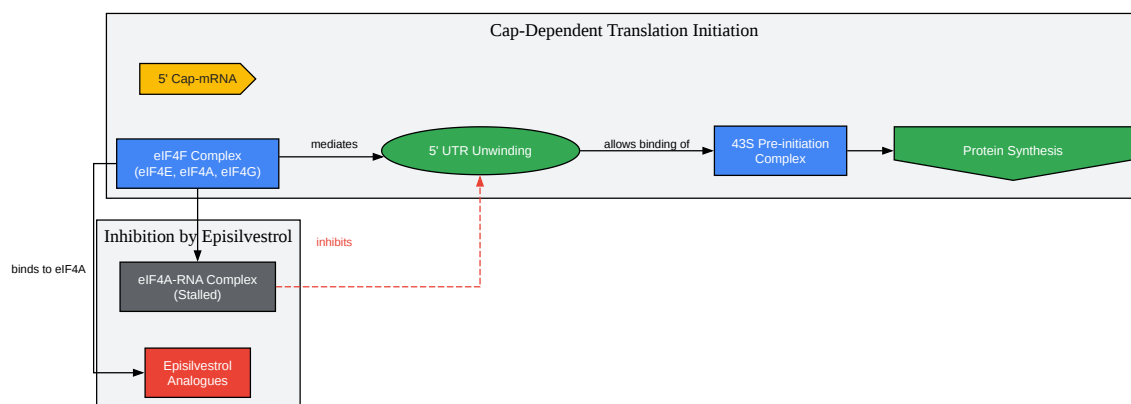 Cap-Dependent Translation Initiation
5' Cap-mRNA
eIF4F Complex
(eIF4E, eIF4A, eIF4G)
mediates
5' UTR Unwinding
allows binding of
43S Pre-initiation
Complex
Protein Synthesis
Inhibition by Episilvestrol
inhibits
binds to eIF4A
eIF4A-RNA Complex
(Stalled)
Episilvestrol
Analogues